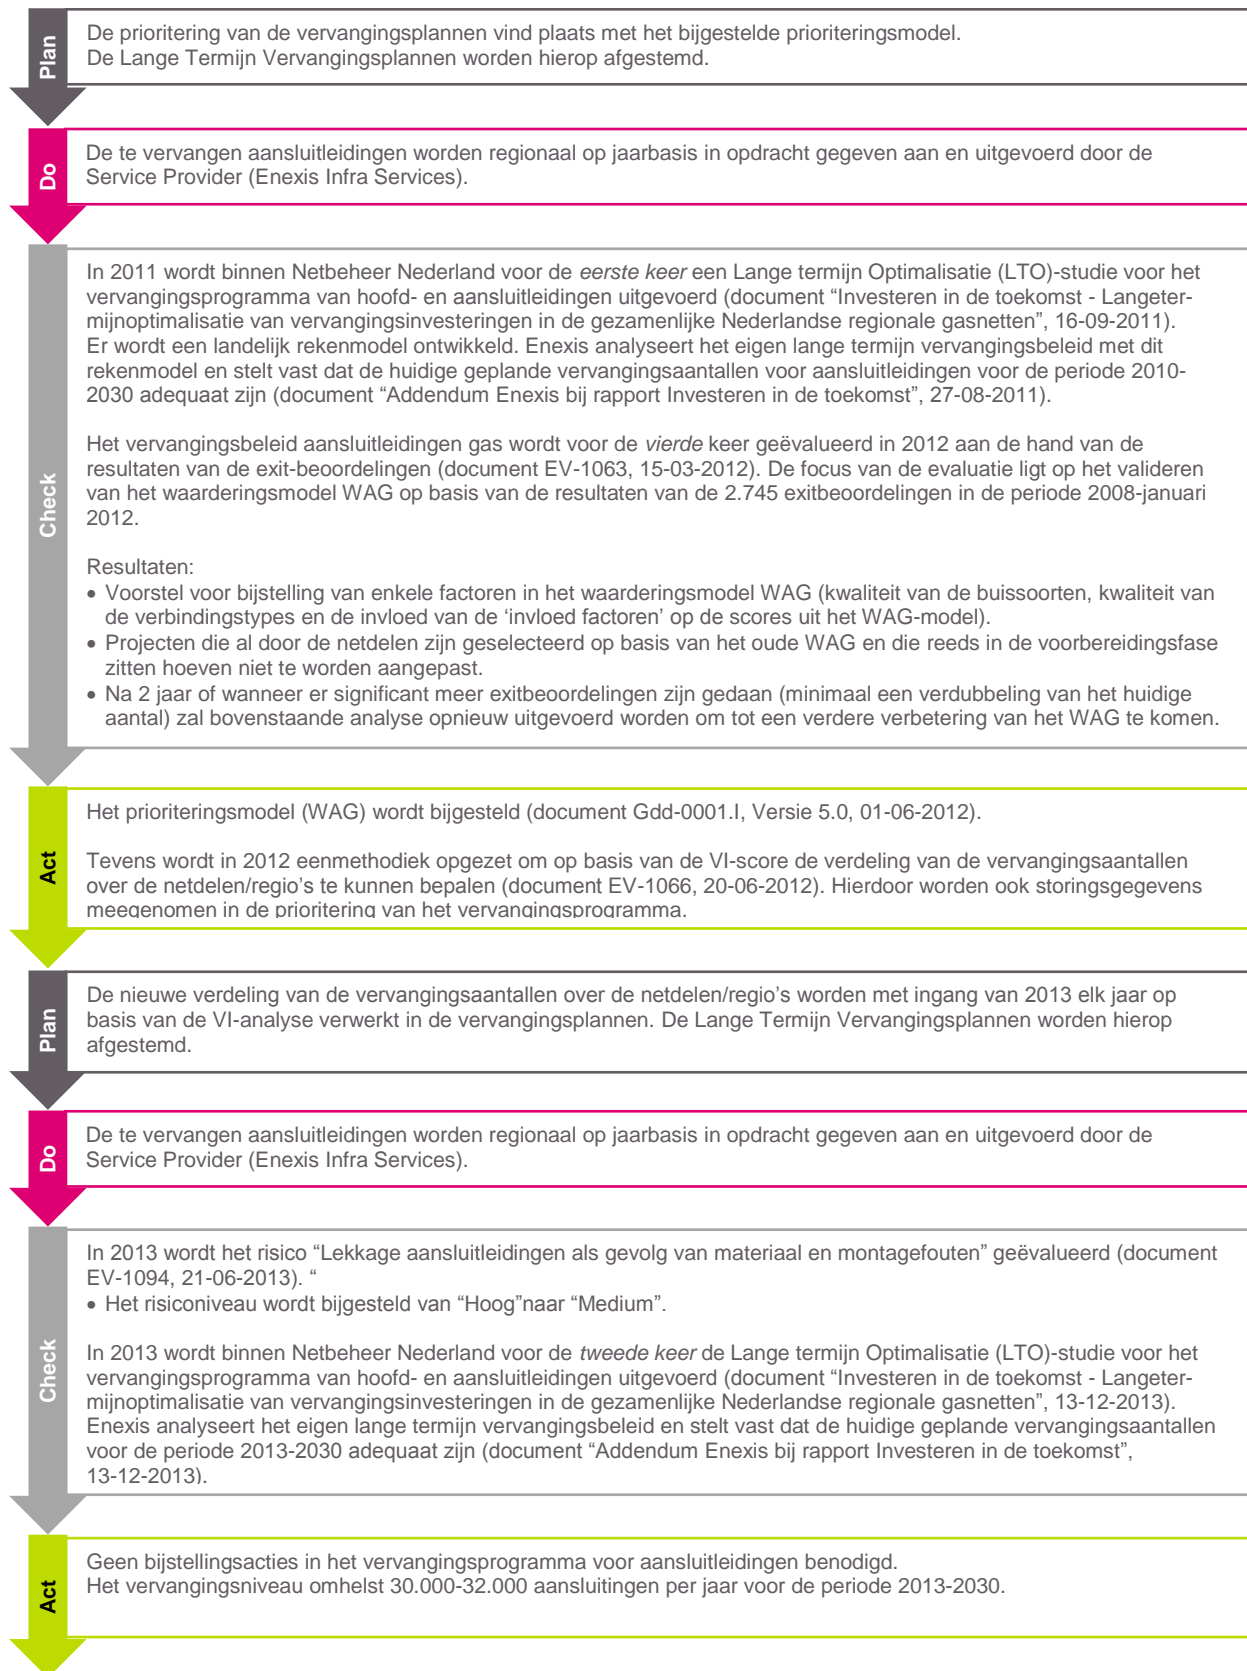 Plan
De prioritering van de vervangingsplannen vind plaats met het bijgestelde prioriteringsmodel.
De Lange Termijn Vervangingsplannen worden hierop afgestemd.
Do
De te vervangen aansluitleidingen worden regionaal op jaarbasis in opdracht gegeven aan en uitgevoerd door de
Service Provider (Enexis Infra Services).
Check
In 2011 wordt binnen Netbeheer Nederland voor de eerste keer een Lange termijn Optimalisatie (LTO)-studie voor het
vervangingsprogramma van hoofd- en aansluitleidingen uitgevoerd (document “Investeren in de toekomst - Langeter-
mijnoptimalisatie van vervangingsinvesteringen in de gezamenlijke Nederlandse regionale gasnetten”, 16-09-2011).
Er wordt een landelijk rekenmodel ontwikkeld. Enexis analyseert het eigen lange termijn vervangingsbeleid met dit
rekenmodel en stelt vast dat de huidige geplande vervangingsaantallen voor aansluitleidingen voor de periode 2010-
2030 adequaat zijn (document “Addendum Enexis bij rapport Investeren in de toekomst”, 27-08-2011).
Het vervangingsbeleid aansluitleidingen gas wordt voor de vierde keer geëvalueerd in 2012 aan de hand van de
resultaten van de exit-beoordelingen (document EV-1063, 15-03-2012). De focus van de evaluatie ligt op het valideren
van het waarderingsmodel WAG op basis van de resultaten van de 2.745 exitbeoordelingen in de periode 2008-januari
2012.
Resultaten:
• Voorstel voor bijstelling van enkele factoren in het waarderingsmodel WAG (kwaliteit van de buissoorten, kwaliteit van
de verbindingstypes en de invloed van de ‘invloed factoren’ op de scores uit het WAG-model).
• Projecten die al door de netdelen zijn geselecteerd op basis van het oude WAG en die reeds in de voorbereidingsfase
zitten hoeven niet te worden aangepast.
• Na 2 jaar of wanneer er significant meer exitbeoordelingen zijn gedaan (minimaal een verdubbeling van het huidige
aantal) zal bovenstaande analyse opnieuw uitgevoerd worden om tot een verdere verbetering van het WAG te komen.
Act
Het prioriteringsmodel (WAG) wordt bijgesteld (document Gdd-0001.I, Versie 5.0, 01-06-2012).
Tevens wordt in 2012 eenmethodiek opgezet om op basis van de VI-score de verdeling van de vervangingsaantallen
over de netdelen/regio’s te kunnen bepalen (document EV-1066, 20-06-2012). Hierdoor worden ook storingsgegevens
meegenomen in de prioritering van het vervangingsprogramma.
Plan
De nieuwe verdeling van de vervangingsaantallen over de netdelen/regio’s worden met ingang van 2013 elk jaar op
basis van de VI-analyse verwerkt in de vervangingsplannen. De Lange Termijn Vervangingsplannen worden hierop
afgestemd.
Do
De te vervangen aansluitleidingen worden regionaal op jaarbasis in opdracht gegeven aan en uitgevoerd door de
Service Provider (Enexis Infra Services).
Check
In 2013 wordt het risico “Lekkage aansluitleidingen als gevolg van materiaal en montagefouten” geëvalueerd (document
EV-1094, 21-06-2013). “
• Het risiconiveau wordt bijgesteld van “Hoog”naar “Medium”.
In 2013 wordt binnen Netbeheer Nederland voor de tweede keer de Lange termijn Optimalisatie (LTO)-studie voor het
vervangingsprogramma van hoofd- en aansluitleidingen uitgevoerd (document “Investeren in de toekomst - Langeter-
mijnoptimalisatie van vervangingsinvesteringen in de gezamenlijke Nederlandse regionale gasnetten”, 13-12-2013).
Enexis analyseert het eigen lange termijn vervangingsbeleid en stelt vast dat de huidige geplande vervangingsaantallen
voor de periode 2013-2030 adequaat zijn (document “Addendum Enexis bij rapport Investeren in de toekomst”,
13-12-2013).
Act
Geen bijstellingsacties in het vervangingsprogramma voor aansluitleidingen benodigd.
Het vervangingsniveau omhelst 30.000-32.000 aansluitingen per jaar voor de periode 2013-2030.